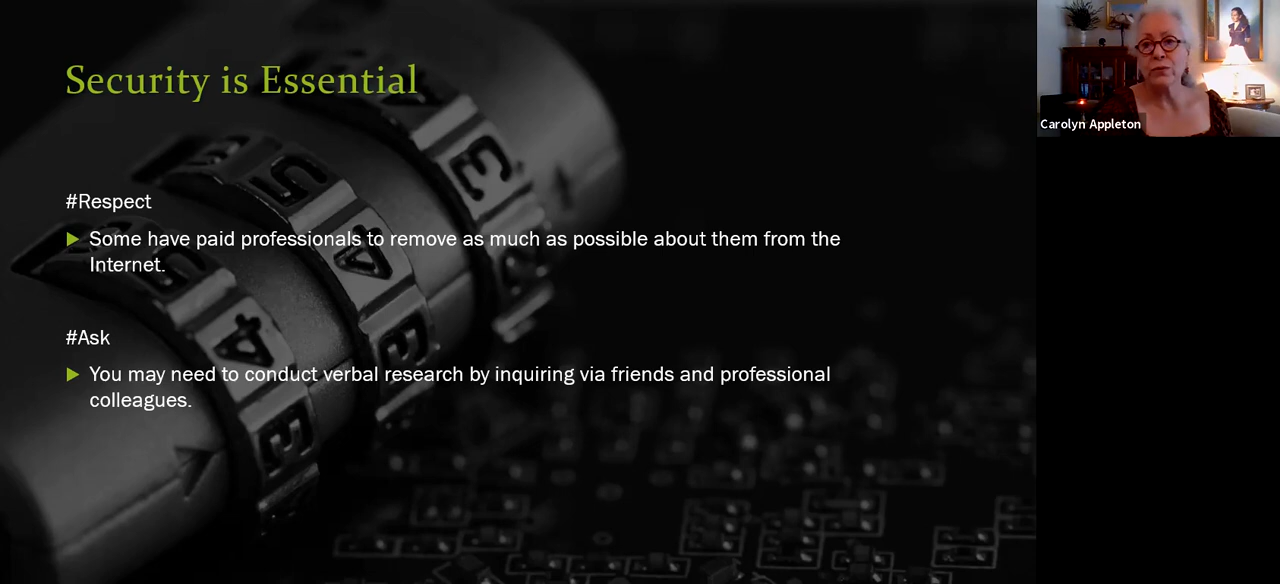 Security is Essential
#Respect
Some have paid professionals to remove as much as possible about them from the
Internet.
#Ask
You may need to conduct verbal research by inquiring via friends and professional
colleagues.
Carolyn Appleton